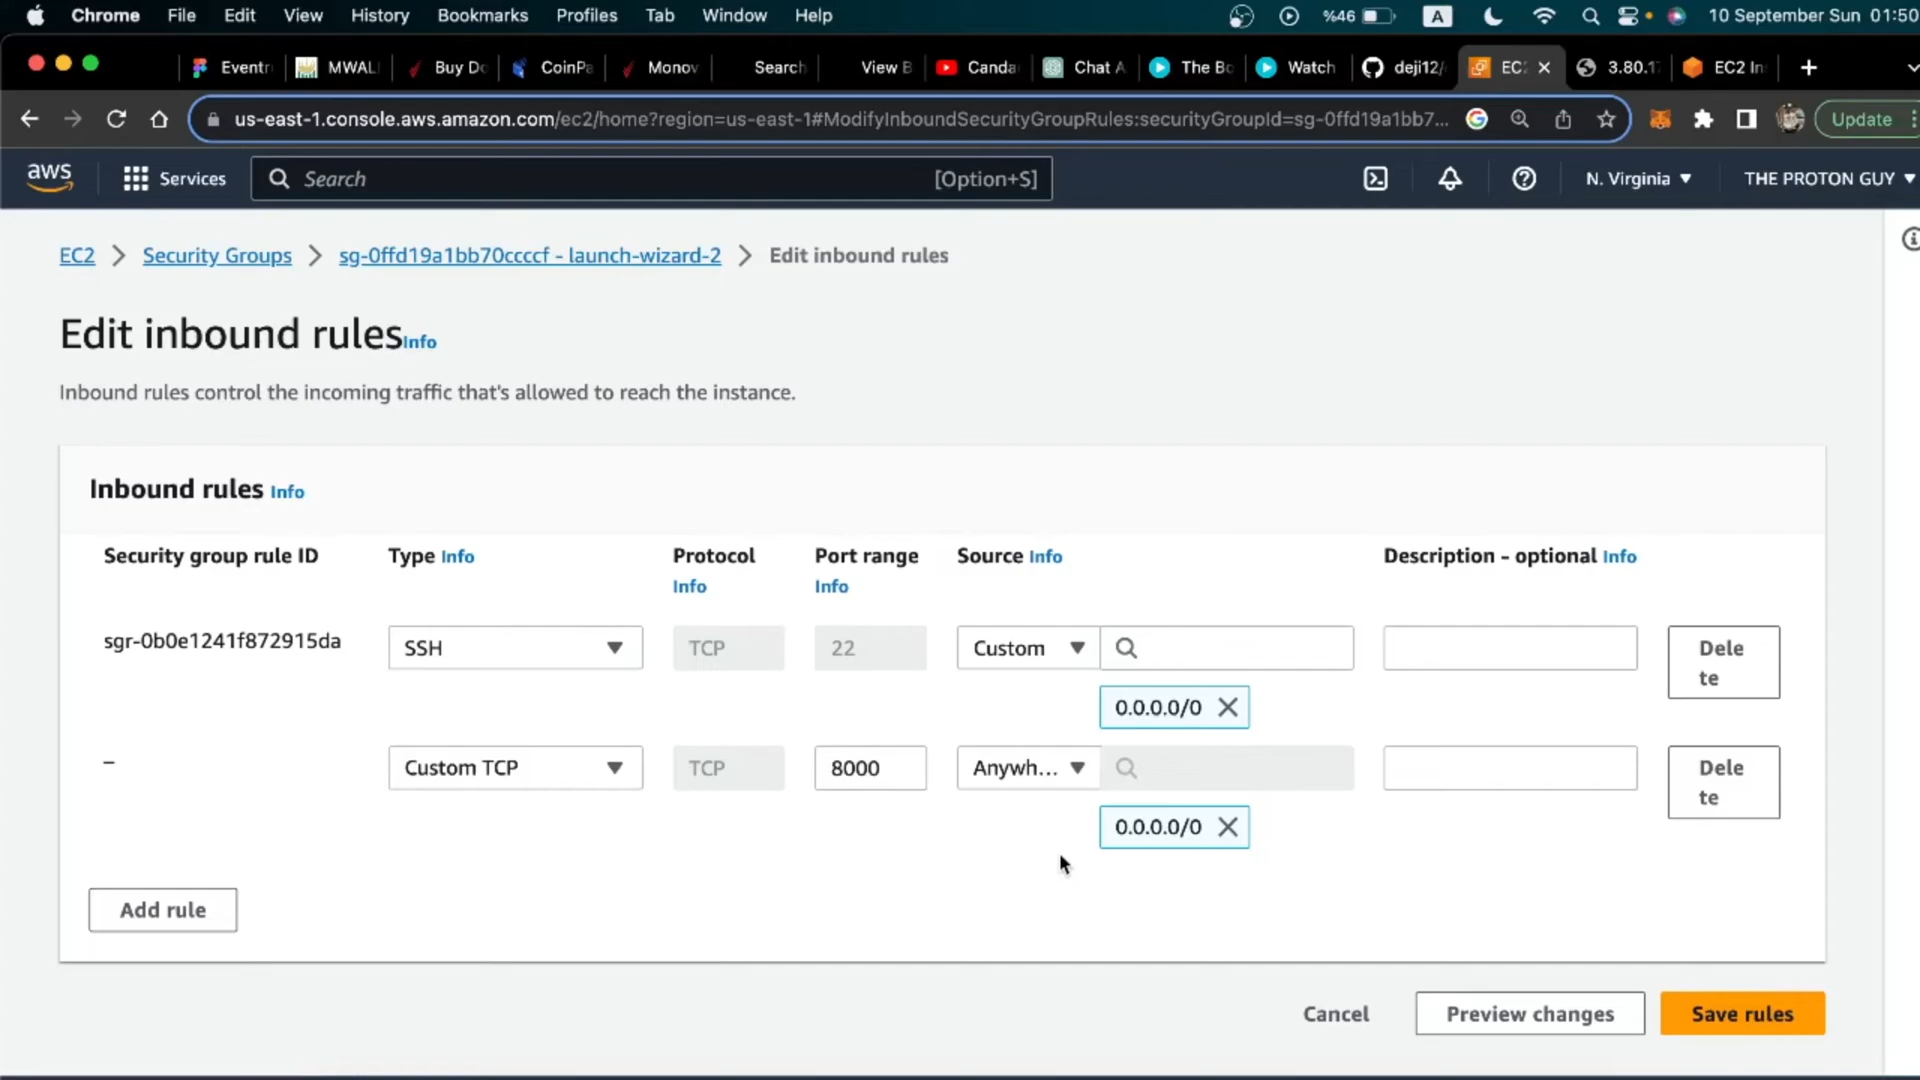 Chrome File Edit View History Bookmarks Profiles Tab Window Help %46 A 10 September Sun 01:50
Eventr MWAL Buy Do CoinPa Monov Search View B Canda Chat A The Bo Watch deji12/ EC2 3.80.17 EC2 In
us-east-1.console.aws.amazon.com/ec2/home?region=us-east-1#ModifyInboundSecurityGroupRules:securityGroupId=sg-0ffd19a1bb7... Update
aws Services Search [Option+S] N. Virginia THE PROTON GUY
EC2 > Security Groups > sg-0ffd19a1bb70ccccf - launch-wizard-2 > Edit inbound rules
Edit inbound rules Info
Inbound rules control the incoming traffic that's allowed to reach the instance.
Inbound rules Info
Security group rule ID Type Info Protocol Info Port range Info Source Info Description - optional Info
sgr-0b0e1241f872915da SSH TCP 22 Custom Delete
0.0.0.0/0
– Custom TCP TCP 8000 Anywh... Delete
0.0.0.0/0
Add rule
Cancel Preview changes Save rules